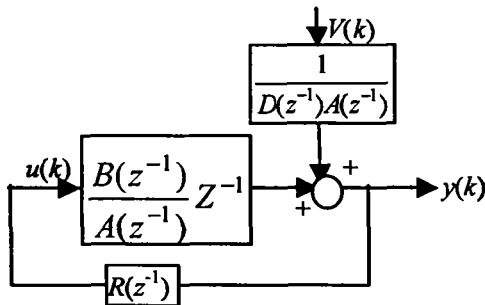 V(k)
1
D(z⁻¹)A(z⁻¹)
u(k)
B(z⁻¹)
A(z⁻¹)
Z⁻¹
+
+
y(k)
R(z⁻¹)